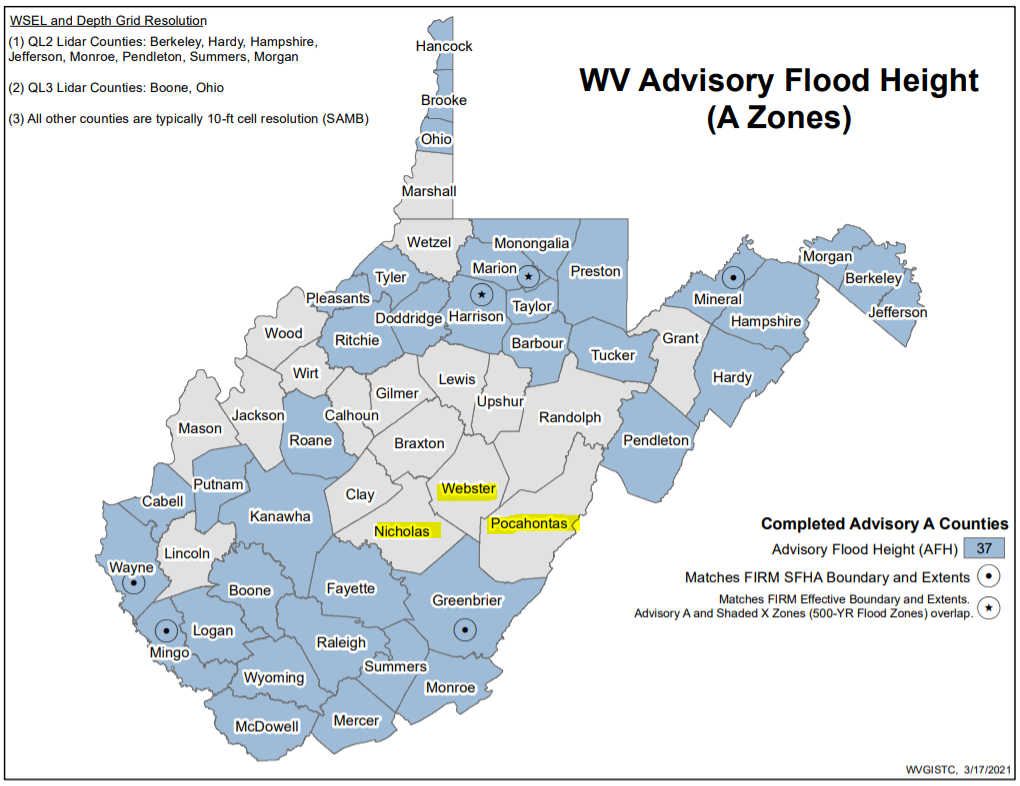 WSEL and Depth Grid Resolution
(1) QL2 Lidar Counties: Berkeley, Hardy, Hampshire,
Jefferson, Monroe, Pendleton, Summers, Morgan
(2) QL3 Lidar Counties: Boone, Ohio
(3) All other counties are typically 10-ft cell resolution (SAMB)
WV Advisory Flood Height
(A Zones)
Hancock
Brooke
Ohio
Marshall
Wetzel
Monongalia
Marion
Preston
Tyler
Pleasants
Doddridge
Harrison
Taylor
Morgan
Berkeley
Jefferson
Mineral
Hampshire
Wood
Ritchie
Barbour
Tucker
Grant
Hardy
Wirt
Lewis
Gilmer
Upshur
Jackson
Calhoun
Randolph
Mason
Roane
Braxton
Pendleton
Putnam
Webster
Clay
Cabell
Kanawha
Nicholas
Pocahontas
Lincoln
Wayne
Boone
Fayette
Greenbrier
Logan
Mingo
Raleigh
Summers
Wyoming
Monroe
McDowell
Mercer
Completed Advisory A Counties
Advisory Flood Height (AFH) 37
Matches FIRM SFHA Boundary and Extents
Matches FIRM Effective Boundary and Extents.
Advisory A and Shaded X Zones (500-YR Flood Zones) overlap.
WVGISTC, 3/17/2021